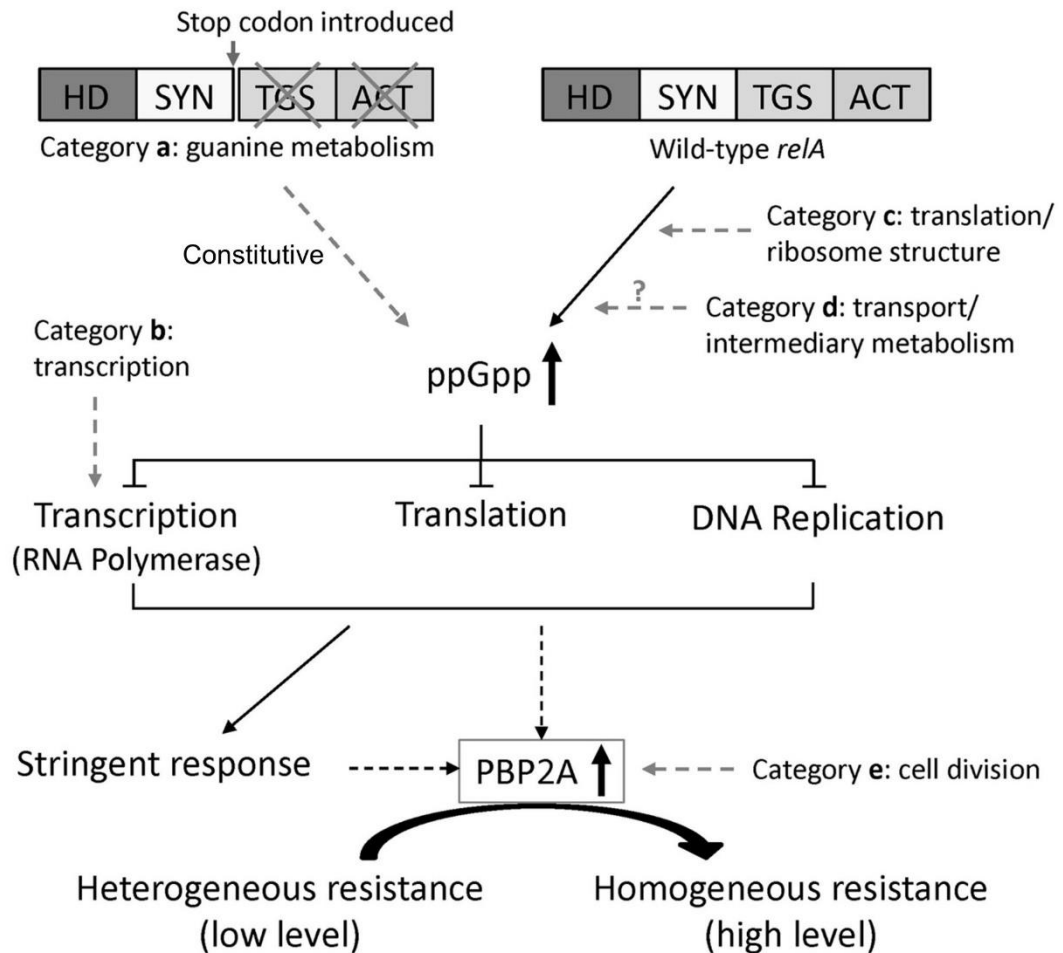 Stop codon introduced
HD SYN TGS ACT
Category a: guanine metabolism
HD SYN TGS ACT
Wild-type relA
Constitutive
Category c: translation/
ribosome structure
?
Category d: transport/
intermediary metabolism
Category b:
transcription
ppGpp
Transcription
(RNA Polymerase)
Translation
DNA Replication
Stringent response
PBP2A
Category e: cell division
Heterogeneous resistance
(low level)
Homogeneous resistance
(high level)